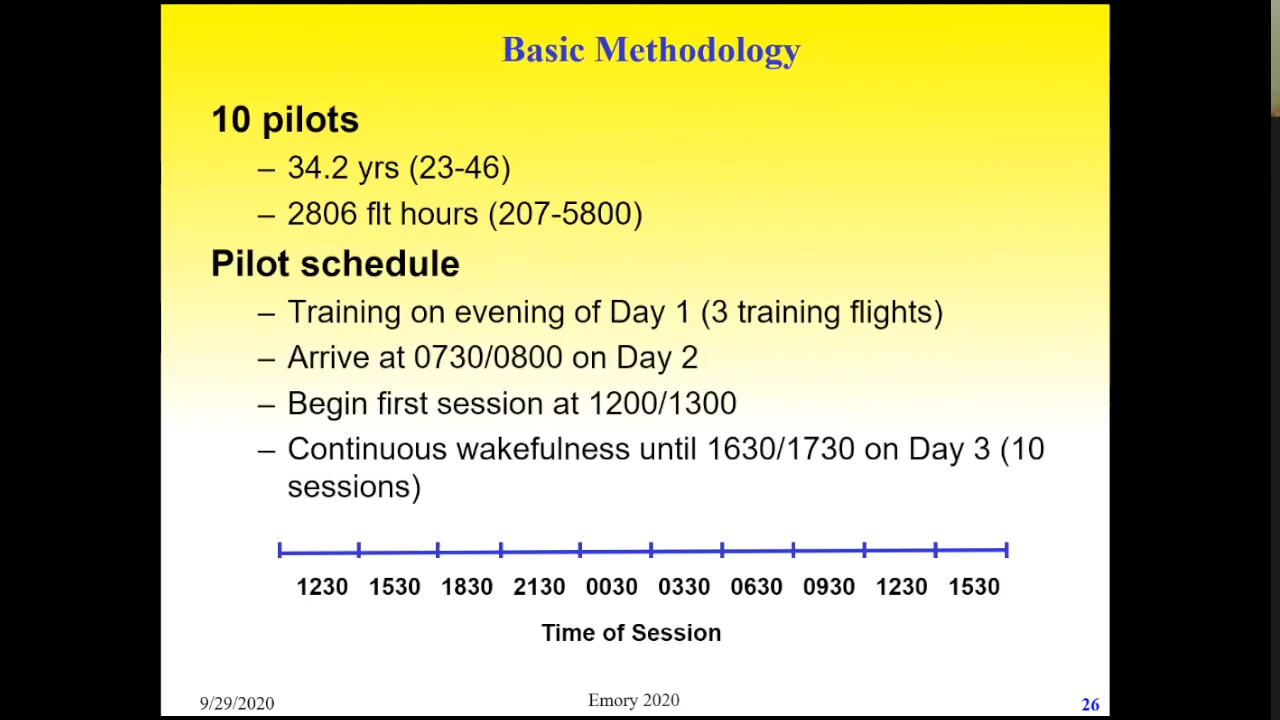 Basic Methodology
10 pilots
– 34.2 yrs (23-46)
– 2806 flt hours (207-5800)
Pilot schedule
– Training on evening of Day 1 (3 training flights)
– Arrive at 0730/0800 on Day 2
– Begin first session at 1200/1300
– Continuous wakefulness until 1630/1730 on Day 3 (10
sessions)
1230 1530 1830 2130 0030 0330 0630 0930 1230 1530
Time of Session
9/29/2020 Emory 2020 26